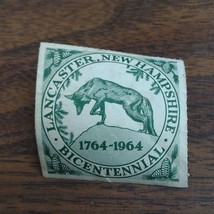 LANCASTER, NEW HAMPSHIRE
1764-1964
· BICENTENNIAL ·